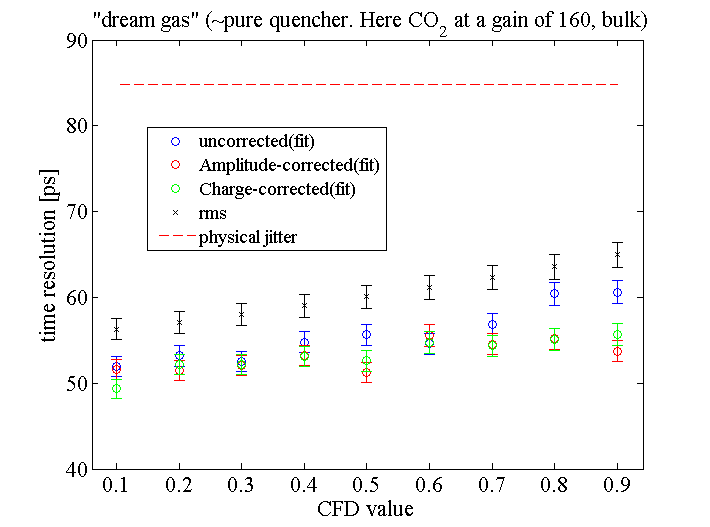 "dream gas" (~pure quencher. Here CO2 at a gain of 160, bulk)
90
80
70
60
50
40
time resolution [ps]
uncorrected(fit)
Amplitude-corrected(fit)
Charge-corrected(fit)
rms
physical jitter
0.1 0.2 0.3 0.4 0.5 0.6 0.7 0.8 0.9
CFD value